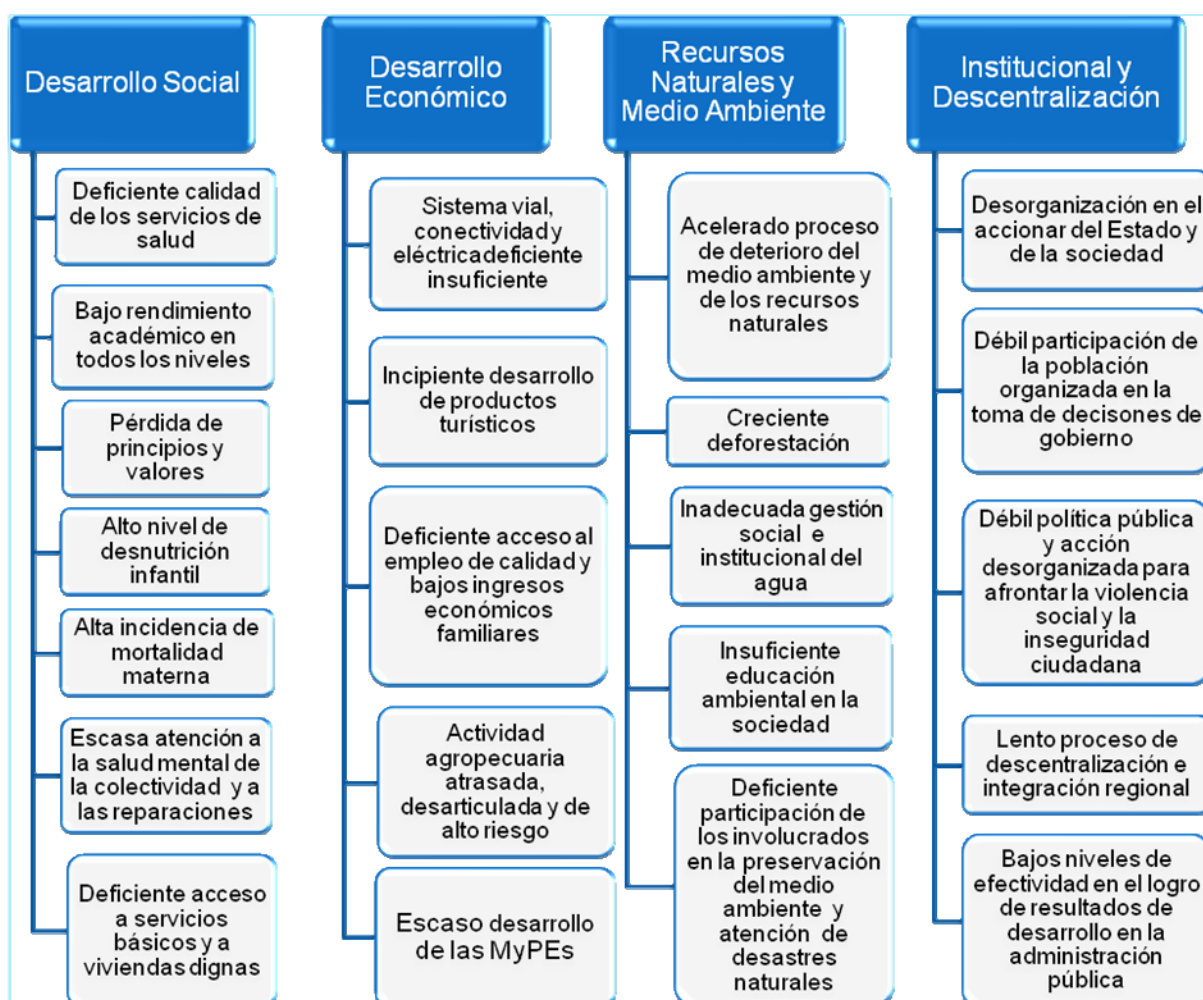 Desarrollo Social
Deficiente calidad
de los servicios de
salud
Bajo rendimiento
académico en
todos los niveles
Pérdida de
principios y
valores
Alto nivel de
desnutrición
infantil
Alta incidencia de
mortalidad
materna
Escasa atención a
la salud mental de
la colectividad y a
las reparaciones
Deficiente acceso
a servicios
básicos y a
viviendas dignas
Desarrollo
Económico
Sistema vial,
conectividad y
eléctrica deficiente
insuficiente
Incipiente desarrollo
de productos
turísticos
Deficiente acceso al
empleo de calidad y
bajos ingresos
económicos
familiares
Actividad
agropecuaria
atrasada,
desarticulada y de
alto riesgo
Escaso desarrollo
de las MyPEs
Recursos
Naturales y
Medio Ambiente
Acelerado proceso
de deterioro del
medio ambiente y
de los recursos
naturales
Creciente
deforestación
Inadecuada gestión
social e
institucional del
agua
Insuficiente
educación
ambiental en la
sociedad
Deficiente
participación de
los involucrados
en la preservación
del medio
ambiente y
atención de
desastres
naturales
Institucional y
Descentralización
Desorganización en el
accionar del Estado y
de la sociedad
Débil participación de
la población
organizada en la
toma de decisones de
gobierno
Débil política pública
y acción
desorganizada para
afrontar la violencia
social y la
inseguridad
ciudadana
Lento proceso de
descentralización e
integración regional
Bajos niveles de
efectividad en el logro
de resultados de
desarrollo en la
administración
pública